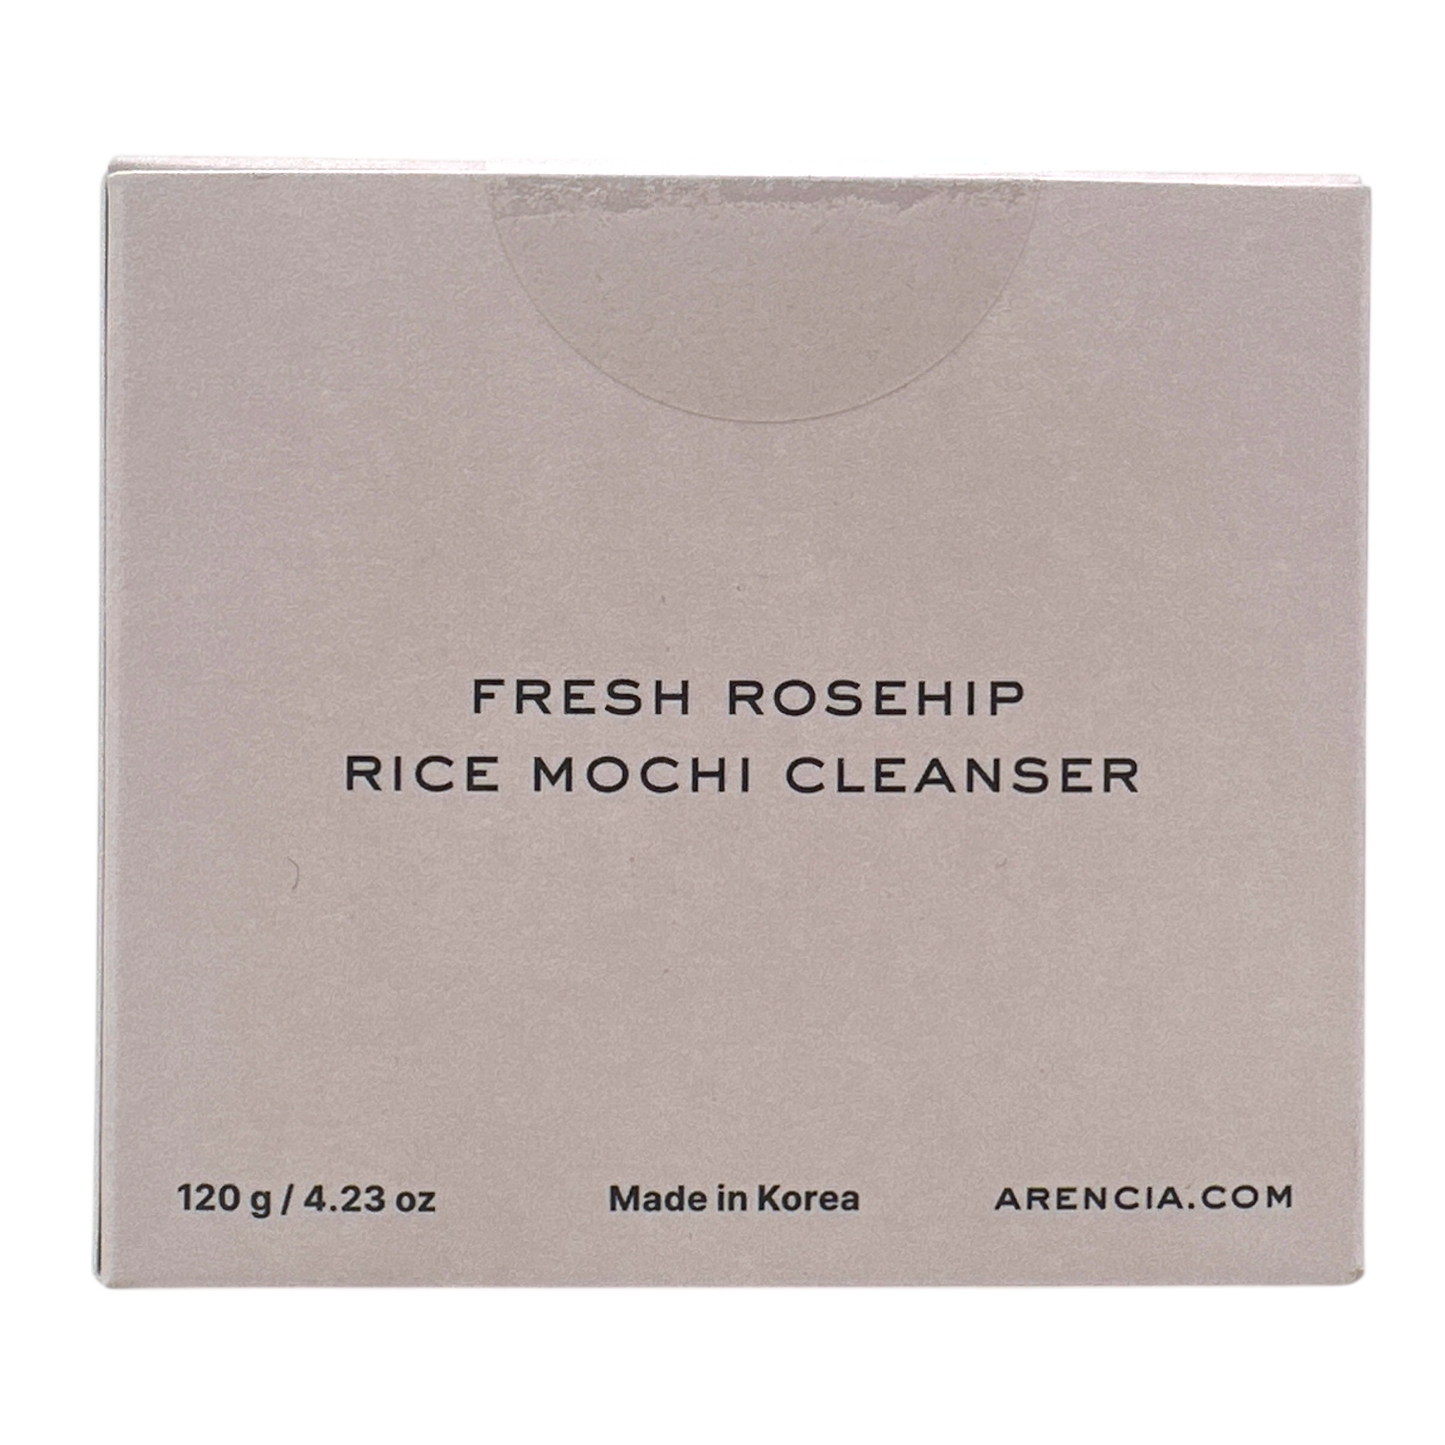 FRESH ROSEHIP
RICE MOCHI CLEANSER
120 g / 4.23 oz
Made in Korea
ARENCIA.COM